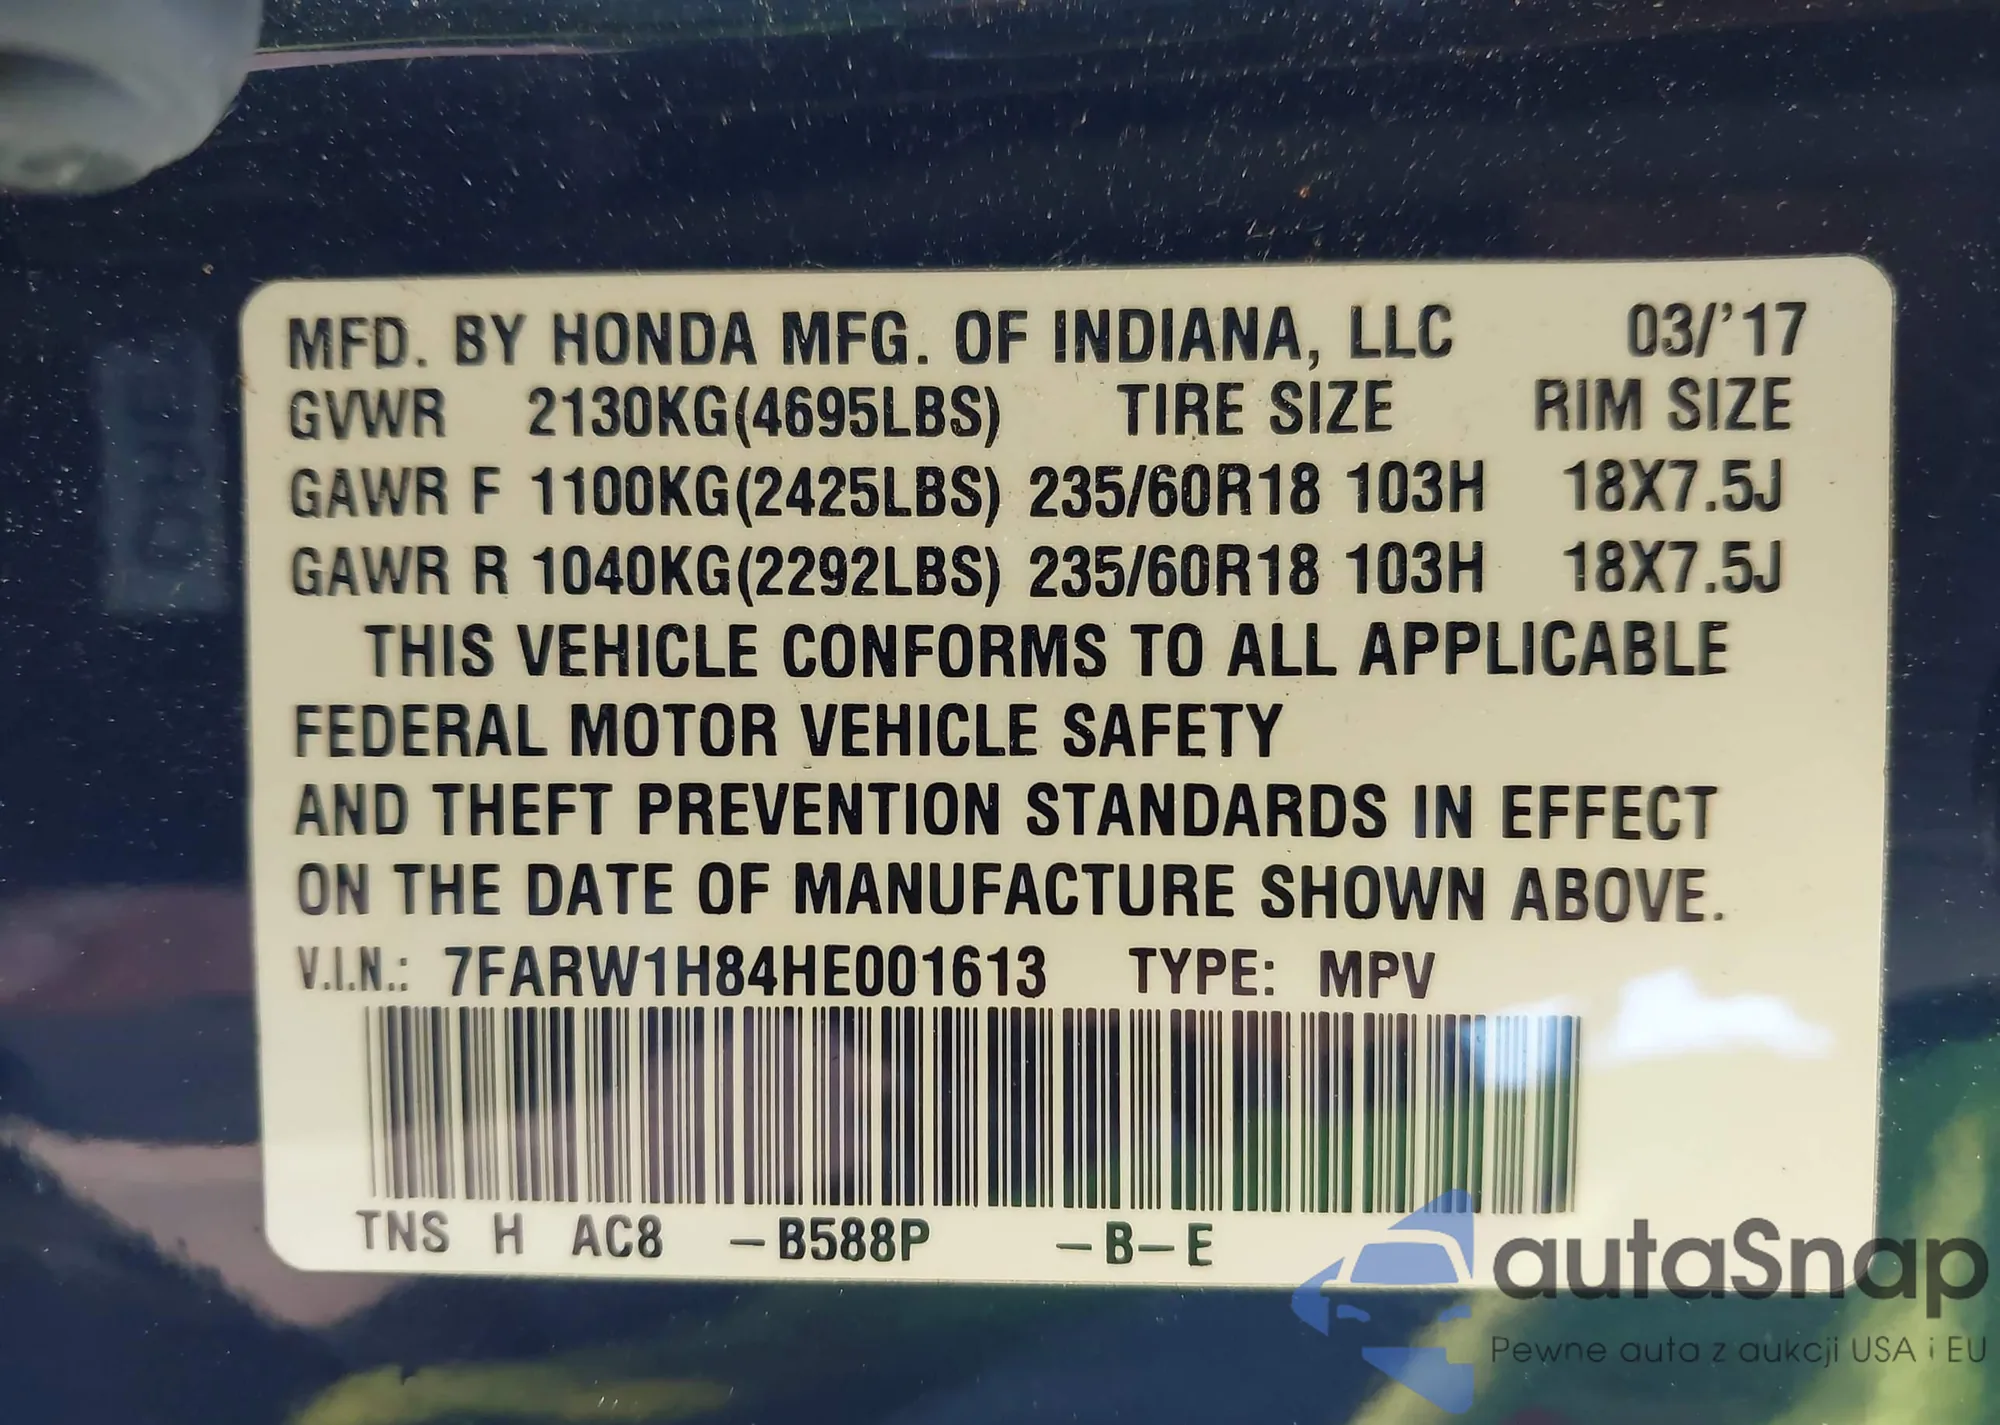 MFD. BY HONDA MFG. OF INDIANA, LLC 03/'17
GVWR 2130KG(4695LBS) TIRE SIZE RIM SIZE
GAWR F 1100KG(2425LBS) 235/60R18 103H 18X7.5J
GAWR R 1040KG(2292LBS) 235/60R18 103H 18X7.5J
THIS VEHICLE CONFORMS TO ALL APPLICABLE
FEDERAL MOTOR VEHICLE SAFETY
AND THEFT PREVENTION STANDARDS IN EFFECT
ON THE DATE OF MANUFACTURE SHOWN ABOVE.
V.I.N.: 7FARW1H84HE001613 TYPE: MPV
TNS H AC8 -B588P -B-E
autaSnap
Pewne auta z aukcji USA i EU